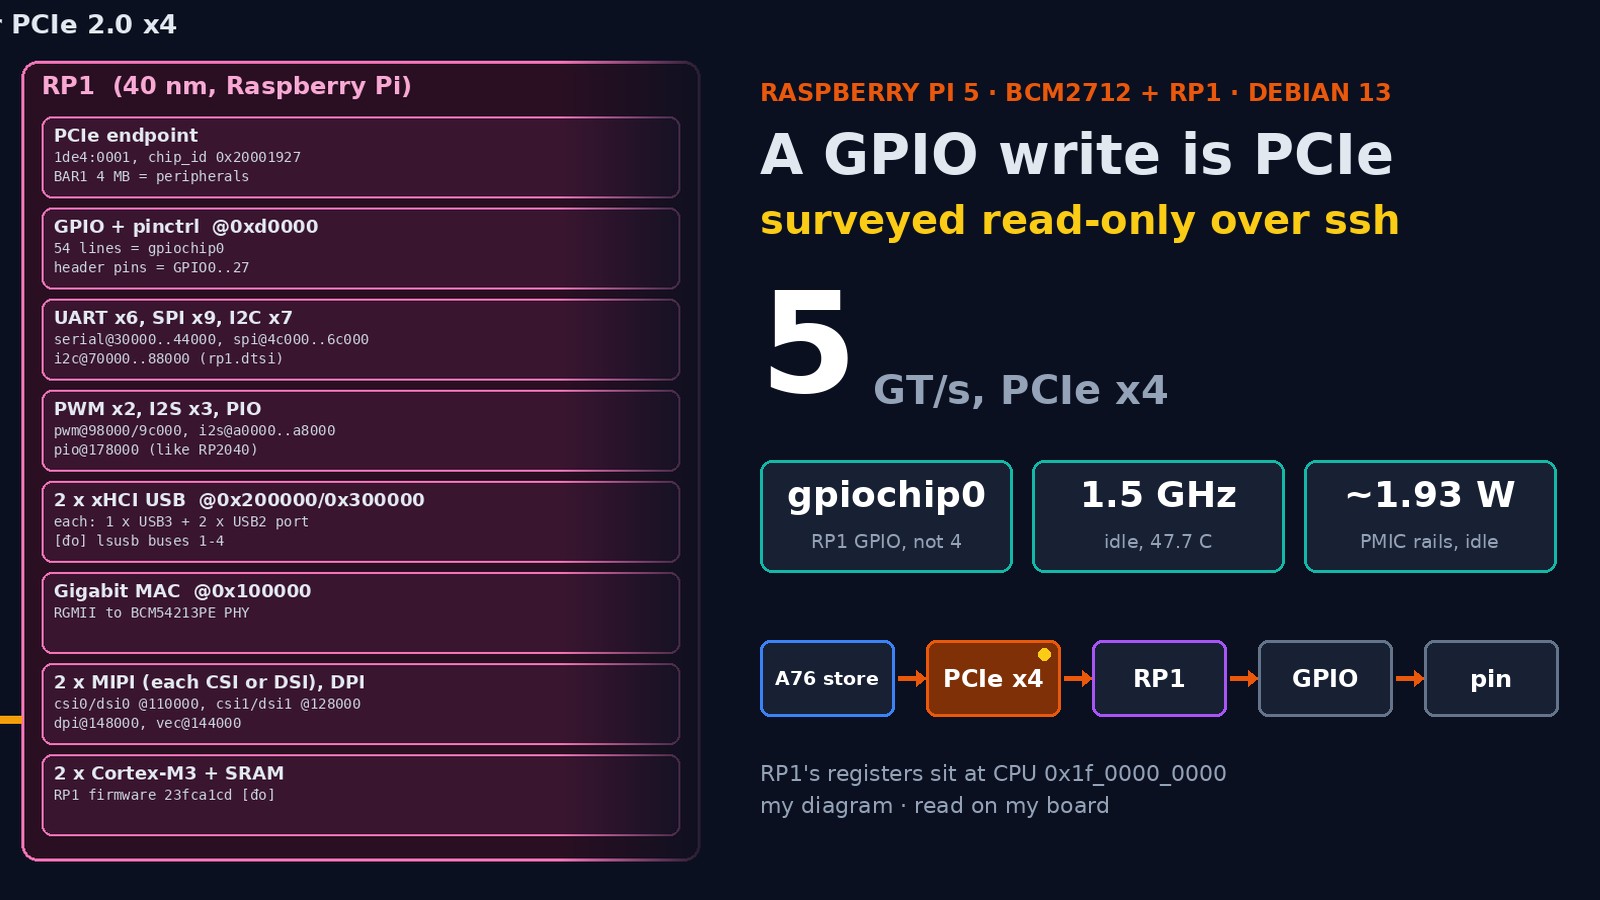 PCIe 2.0 x4
RP1 (40 nm, Raspberry Pi)
PCIe endpoint
1de4:0001, chip_id 0x20001927
BAR1 4 MB = peripherals
GPIO + pinctrl @0xd0000
54 lines = gpiochip0
header pins = GPIO0..27
UART x6, SPI x9, I2C x7
serial@30000..44000, spi@4c000..6c000
i2c@70000..88000 (rp1.dtsi)
PWM x2, I2S x3, PIO
pwm@98000/9c000, i2s@a0000..a8000
pio@178000 (like RP2040)
2 x xHCI USB @0x200000/0x300000
each: 1 x USB3 + 2 x USB2 port
[đo] lsusb buses 1-4
Gigabit MAC @0x100000
RGMII to BCM54213PE PHY
2 x MIPI (each CSI or DSI), DPI
csi0/dsi0 @110000, csi1/dsi1 @128000
dpi@148000, vec@144000
2 x Cortex-M3 + SRAM
RP1 firmware 23fca1cd [đo]
RASPBERRY PI 5 · BCM2712 + RP1 · DEBIAN 13
A GPIO write is PCIe
surveyed read-only over ssh
5 GT/s, PCIe x4
gpiochip0
RP1 GPIO, not 4
1.5 GHz
idle, 47.7 C
~1.93 W
PMIC rails, idle
A76 store
PCIe x4
RP1
GPIO
pin
RP1's registers sit at CPU 0x1f_0000_0000
my diagram · read on my board